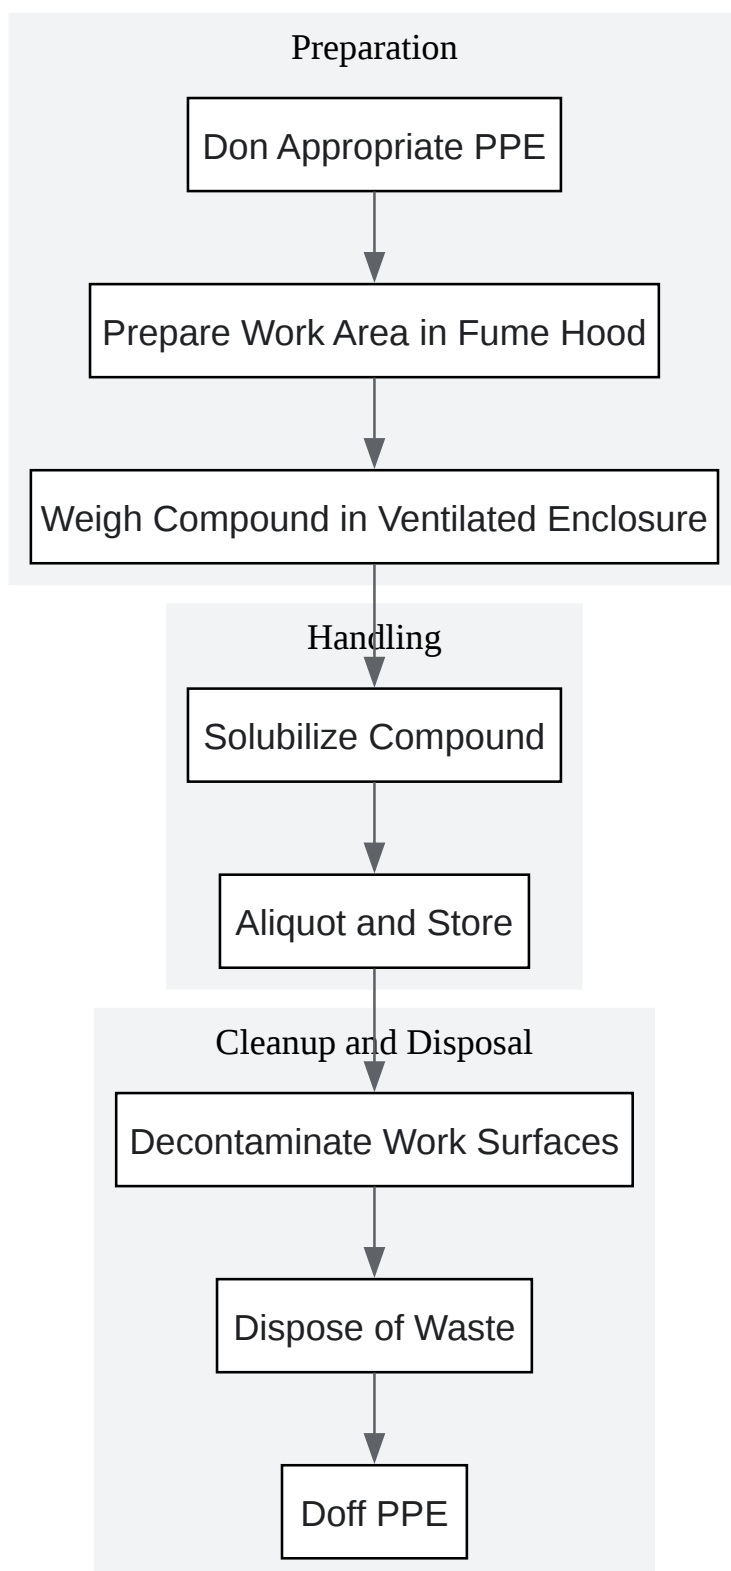 Preparation
Don Appropriate PPE
Prepare Work Area in Fume Hood
Weigh Compound in Ventilated Enclosure
Handling
Solubilize Compound
Aliquot and Store
Cleanup and Disposal
Decontaminate Work Surfaces
Dispose of Waste
Doff PPE